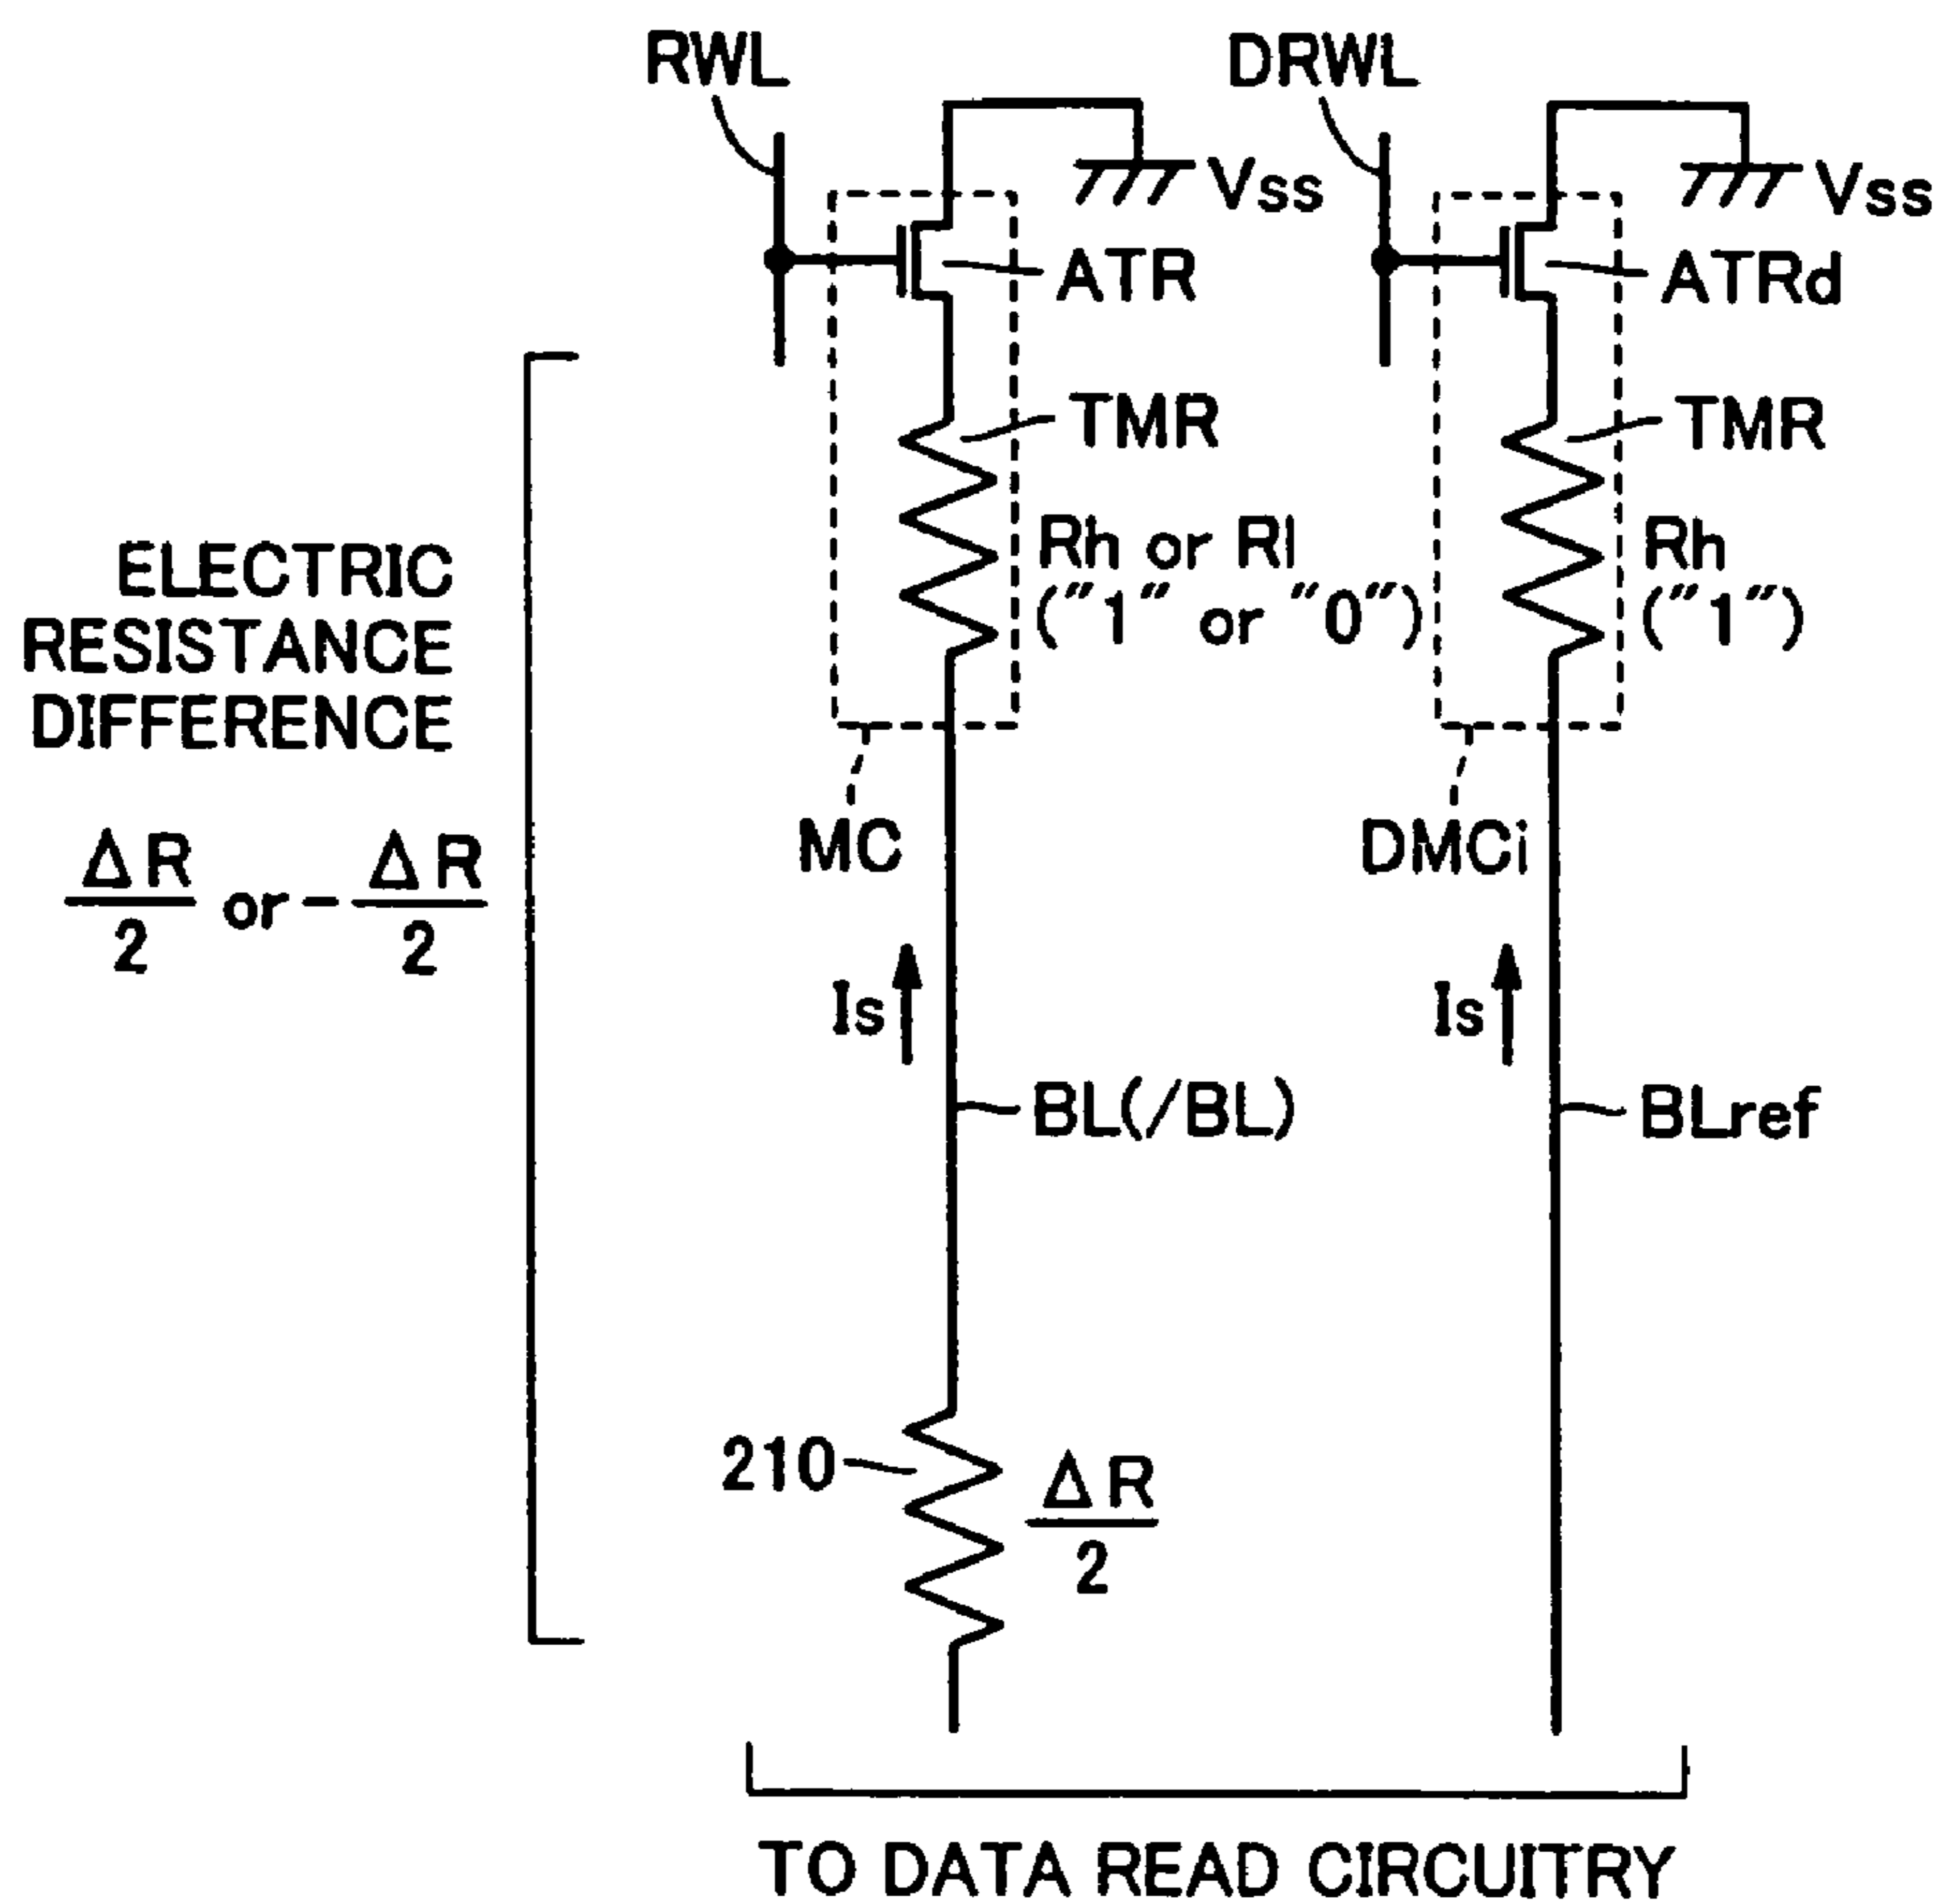 RWL
DRWL
Vss
Vss
ATR
ATRd
TMR
TMR
ELECTRIC
RESISTANCE
DIFFERENCE
ΔR/2 or -ΔR/2
Rh or Rl
("1" or "0")
Rh
("1")
MC
DMCi
Is
Is
BL(/BL)
BLref
210
ΔR/2
TO DATA READ CIRCUITRY